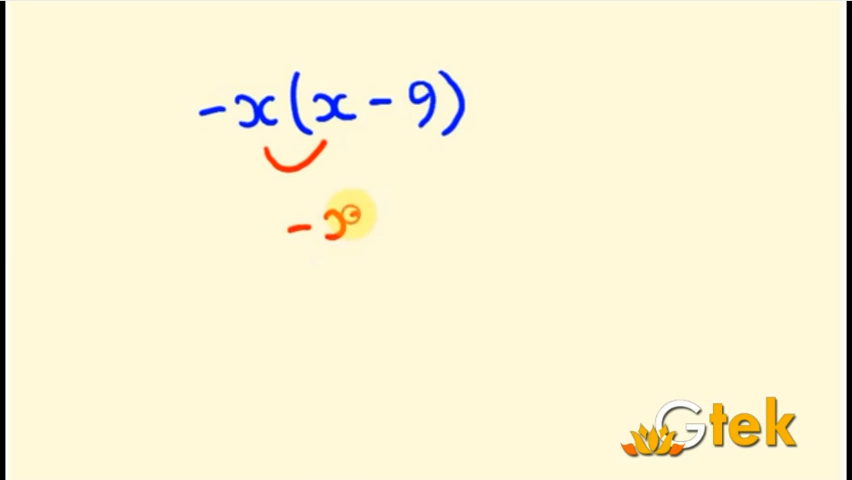 -x(x - 9)
- x
Gtek